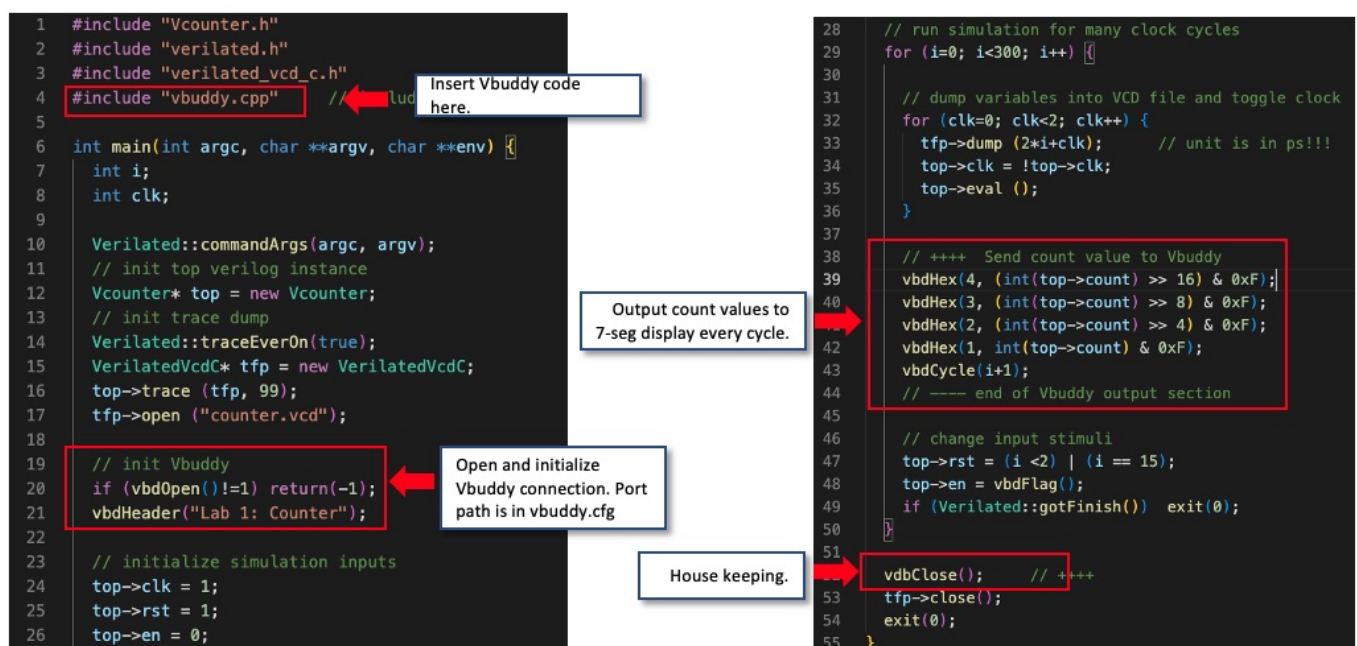 1 #include "Vcounter.h"
2 #include "verilated.h"
3 #include "verilated_vcd_c.h"
4 #include "vbuddy.cpp" //
Insert Vbuddy code
here.
5
6 int main(int argc, char **argv, char **env) {
7 int i;
8 int clk;
9
10 Verilated::commandArgs(argc, argv);
11 // init top verilog instance
12 Vcounter* top = new Vcounter;
13 // init trace dump
14 Verilated::traceEverOn(true);
15 VerilatedVcdC* tfp = new VerilatedVcdC;
16 top->trace (tfp, 99);
17 tfp->open ("counter.vcd");
18
19 // init Vbuddy
20 if (vbdOpen()!=1) return(-1);
21 vbdHeader("Lab 1: Counter");
Open and initialize
Vbuddy connection. Port
path is in vbuddy.cfg
22
23 // initialize simulation inputs
24 top->clk = 1;
25 top->rst = 1;
26 top->en = 0;
28 // run simulation for many clock cycles
29 for (i=0; i<300; i++) {
30
31 // dump variables into VCD file and toggle clock
32 for (clk=0; clk<2; clk++) {
33 tfp->dump (2*i+clk); // unit is in ps!!!
34 top->clk = !top->clk;
35 top->eval ();
36 }
37
38 // ++++ Send count value to Vbuddy
39 vbdHex(4, (int(top->count) >> 16) & 0xF);
40 vbdHex(3, (int(top->count) >> 8) & 0xF);
vbdHex(2, (int(top->count) >> 4) & 0xF);
42 vbdHex(1, int(top->count) & 0xF);
43 vbdCycle(i+1);
44 // ---- end of Vbuddy output section
Output count values to
7-seg display every cycle.
45
46 // change input stimuli
47 top->rst = (i <2) | (i == 15);
48 top->en = vbdFlag();
49 if (Verilated::gotFinish()) exit(0);
50 }
51
House keeping.
vdbClose(); // ++++
53 tfp->close();
54 exit(0);
55 }